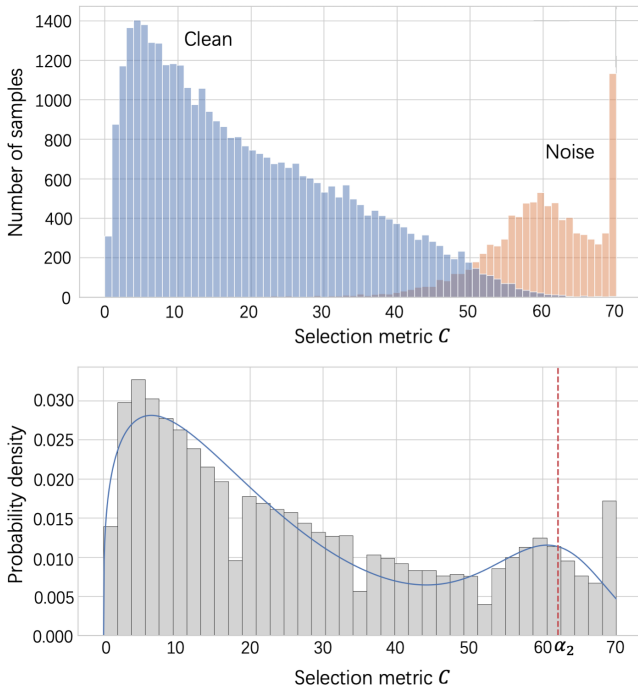 1400
1200
1000
800
600
400
200
0
Number of samples
Clean
Noise
0 10 20 30 40 50 60 70
Selection metric C
0.030
0.025
0.020
0.015
0.010
0.005
0.000
Probability density
0 10 20 30 40 50 60 α₂ 70
Selection metric C